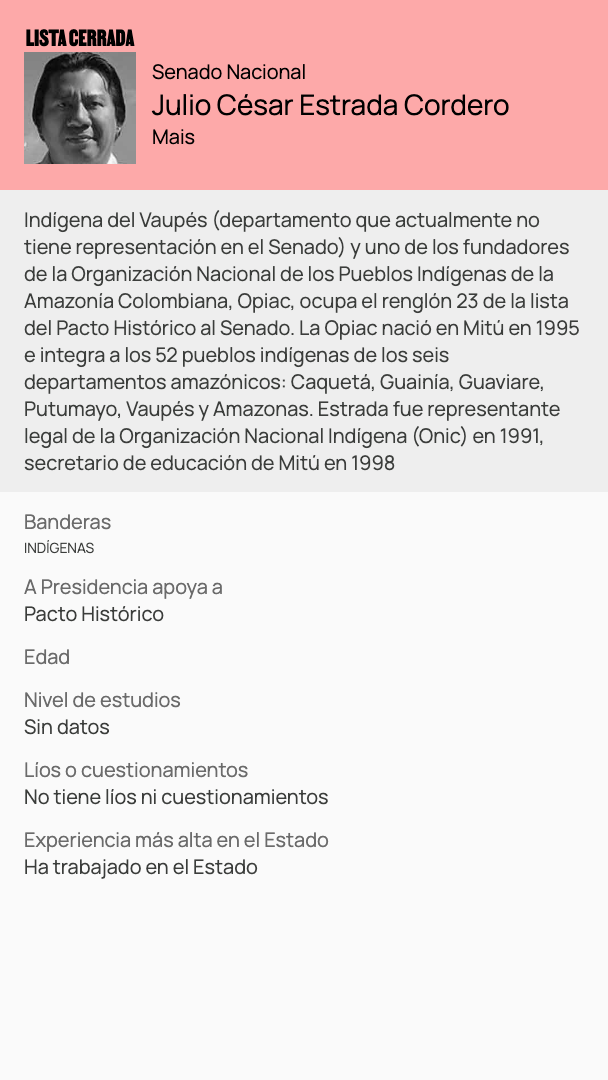 LISTA CERRADA
Senado Nacional
Julio César Estrada Cordero
Mais
Indígena del Vaupés (departamento que actualmente no
tiene representación en el Senado) y uno de los fundadores
de la Organización Nacional de los Pueblos Indígenas de la
Amazonía Colombiana, Opiac, ocupa el renglón 23 de la lista
del Pacto Histórico al Senado. La Opiac nació en Mitú en 1995
e integra a los 52 pueblos indígenas de los seis
departamentos amazónicos: Caquetá, Guainía, Guaviare,
Putumayo, Vaupés y Amazonas. Estrada fue representante
legal de la Organización Nacional Indígena (Onic) en 1991,
secretario de educación de Mitú en 1998
Banderas
INDÍGENAS
A Presidencia apoya a
Pacto Histórico
Edad
Nivel de estudios
Sin datos
Líos o cuestionamientos
No tiene líos ni cuestionamientos
Experiencia más alta en el Estado
Ha trabajado en el Estado